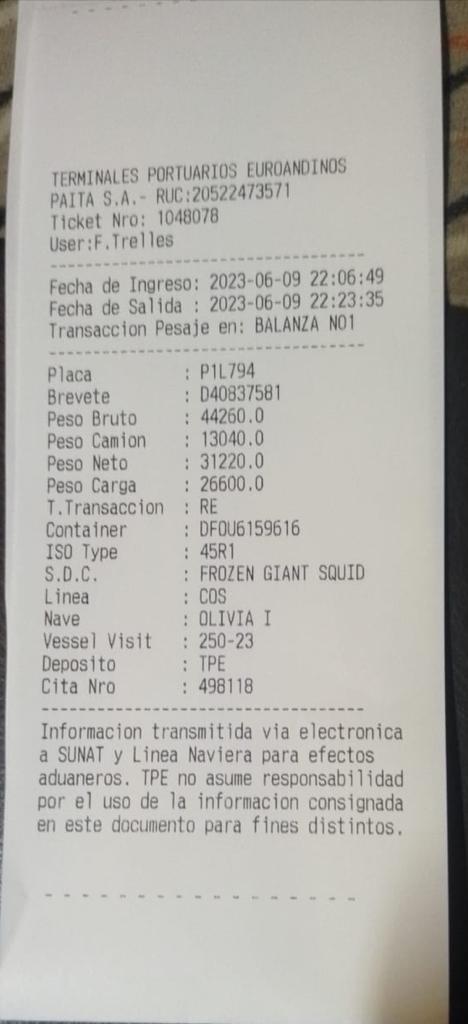 TERMINALES PORTUARIOS EUROANDINOS
PAITA S.A.- RUC:20522473571
Ticket Nro: 1048078
User:F.Trelles
Fecha de Ingreso: 2023-06-09 22:06:49
Fecha de Salida : 2023-06-09 22:23:35
Transaccion Pesaje en: BALANZA NO1
Placa : P1L794
Brevete : D40837581
Peso Bruto : 44260.0
Peso Camion : 13040.0
Peso Neto : 31220.0
Peso Carga : 26600.0
T.Transaccion : RE
Container : DFOU6159616
ISO Type : 45R1
S.D.C. : FROZEN GIANT SQUID
Linea : COS
Nave : OLIVIA I
Vessel Visit : 250-23
Deposito : TPE
Cita Nro : 498118
Informacion transmitida via electronica
a SUNAT y Linea Naviera para efectos
aduaneros. TPE no asume responsabilidad
por el uso de la informacion consignada
en este documento para fines distintos.